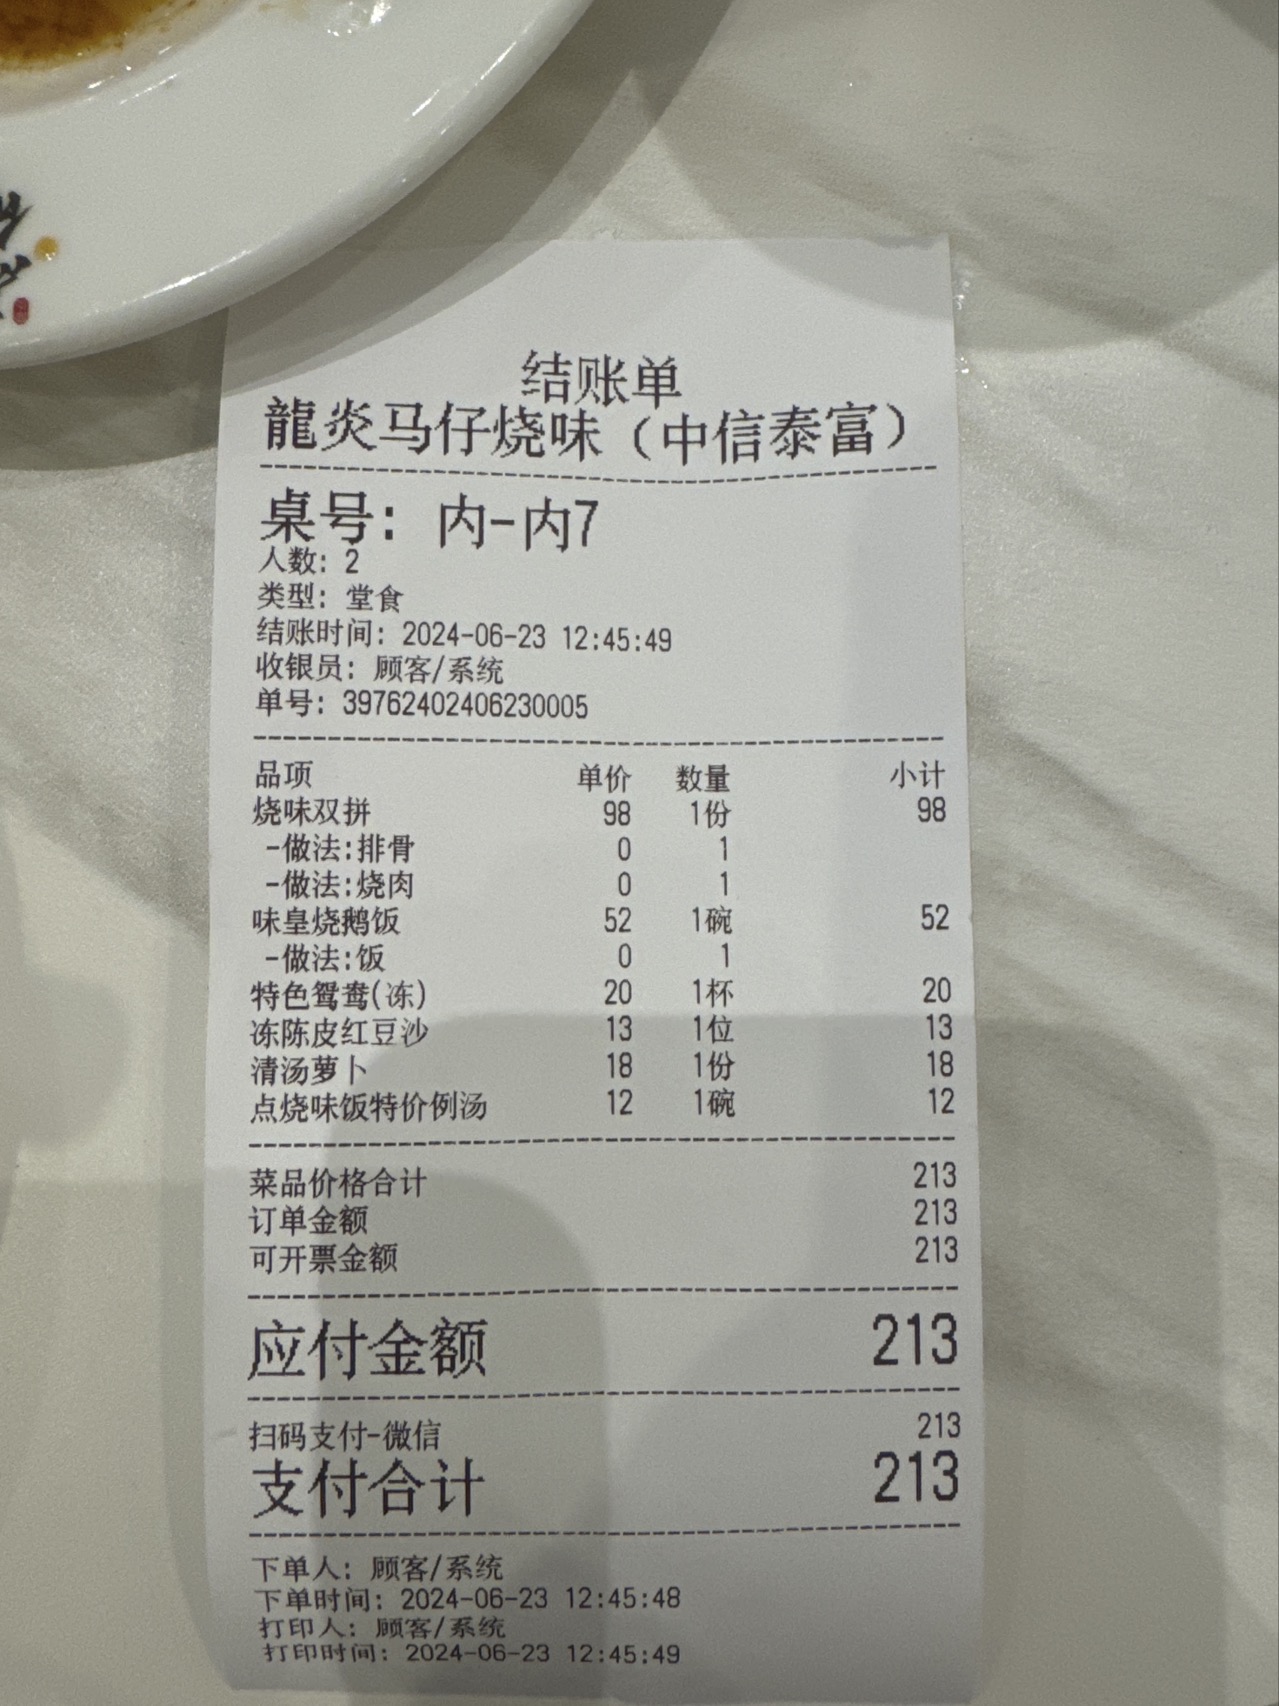 结账单
龍炎马仔烧味（中信泰富）
桌号: 内-内7
人数: 2
类型: 堂食
结账时间: 2024-06-23 12:45:49
收银员: 顾客/系统
单号: 39762402406230005
品项 单价 数量 小计
烧味双拼 98 1份 98
-做法:排骨 0 1
-做法:烧肉 0 1
味皇烧鹅饭 52 1碗 52
-做法:饭 0 1
特色鸳鸯(冻) 20 1杯 20
冻陈皮红豆沙 13 1位 13
清汤萝卜 18 1份 18
点烧味饭特价例汤 12 1碗 12
菜品价格合计 213
订单金额 213
可开票金额 213
应付金额 213
扫码支付-微信 213
支付合计 213
下单人: 顾客/系统
下单时间: 2024-06-23 12:45:48
打印人: 顾客/系统
打印时间: 2024-06-23 12:45:49